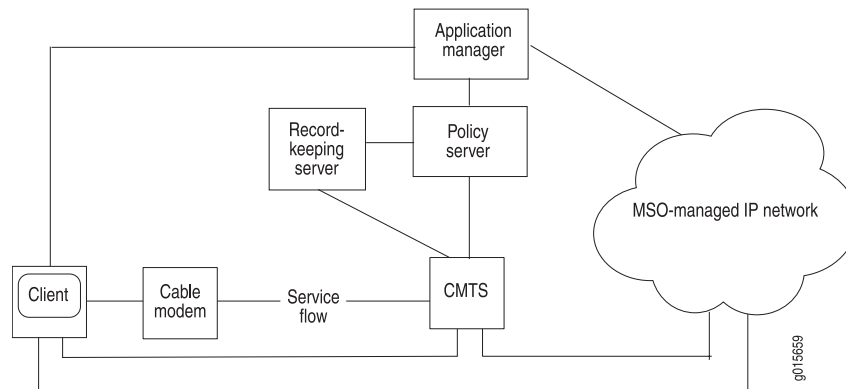 Application
manager
Record-
keeping
server
Policy
server
MSO-managed IP network
Client
Cable
modem
Service
flow
CMTS
g015659